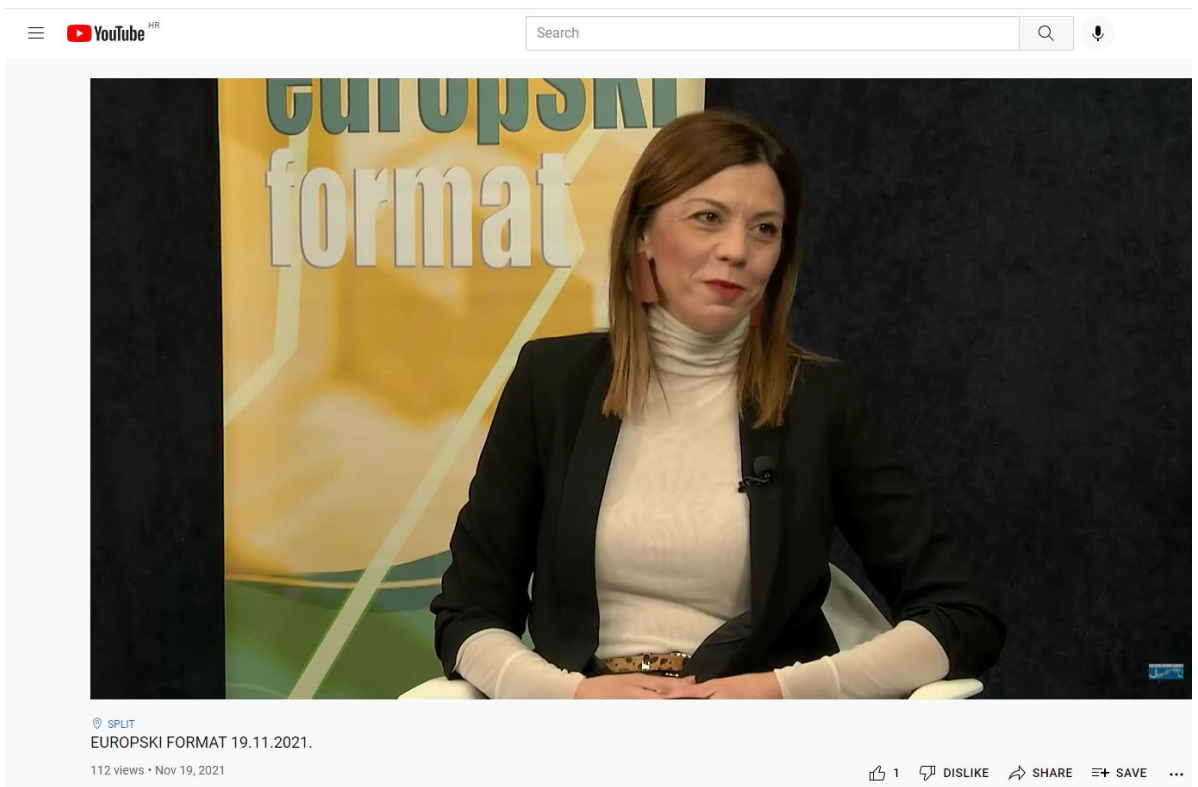 YouTube HR
Search
europski
format
SPLIT
EUROPSKI FORMAT 19.11.2021.
112 views • Nov 19, 2021
1 DISLIKE SHARE SAVE